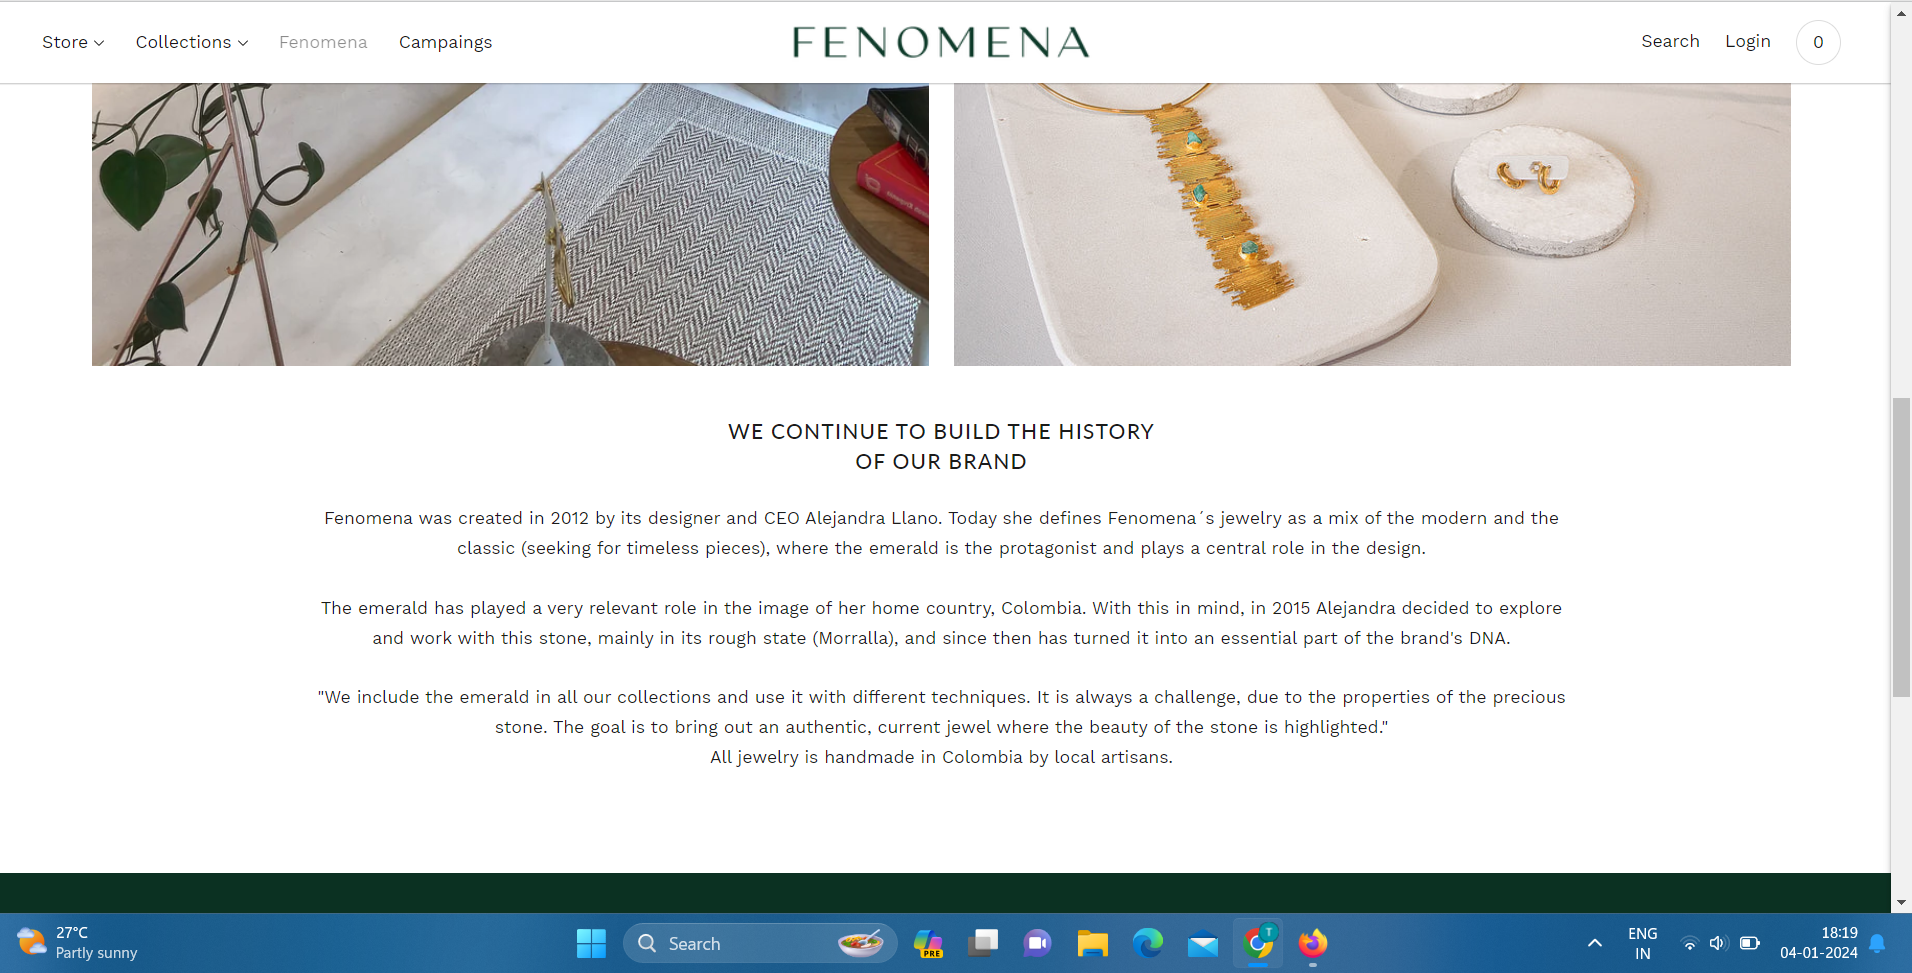 Store Collections Fenomena Campaings
FENOMENA
Search Login 0
WE CONTINUE TO BUILD THE HISTORY
OF OUR BRAND
Fenomena was created in 2012 by its designer and CEO Alejandra Llano. Today she defines Fenomena´s jewelry as a mix of the modern and the
classic (seeking for timeless pieces), where the emerald is the protagonist and plays a central role in the design.
The emerald has played a very relevant role in the image of her home country, Colombia. With this in mind, in 2015 Alejandra decided to explore
and work with this stone, mainly in its rough state (Morralla), and since then has turned it into an essential part of the brand's DNA.
"We include the emerald in all our collections and use it with different techniques. It is always a challenge, due to the properties of the precious
stone. The goal is to bring out an authentic, current jewel where the beauty of the stone is highlighted."
All jewelry is handmade in Colombia by local artisans.
27°C
Partly sunny
Search
PRE
T
ENG
IN
18:19
04-01-2024